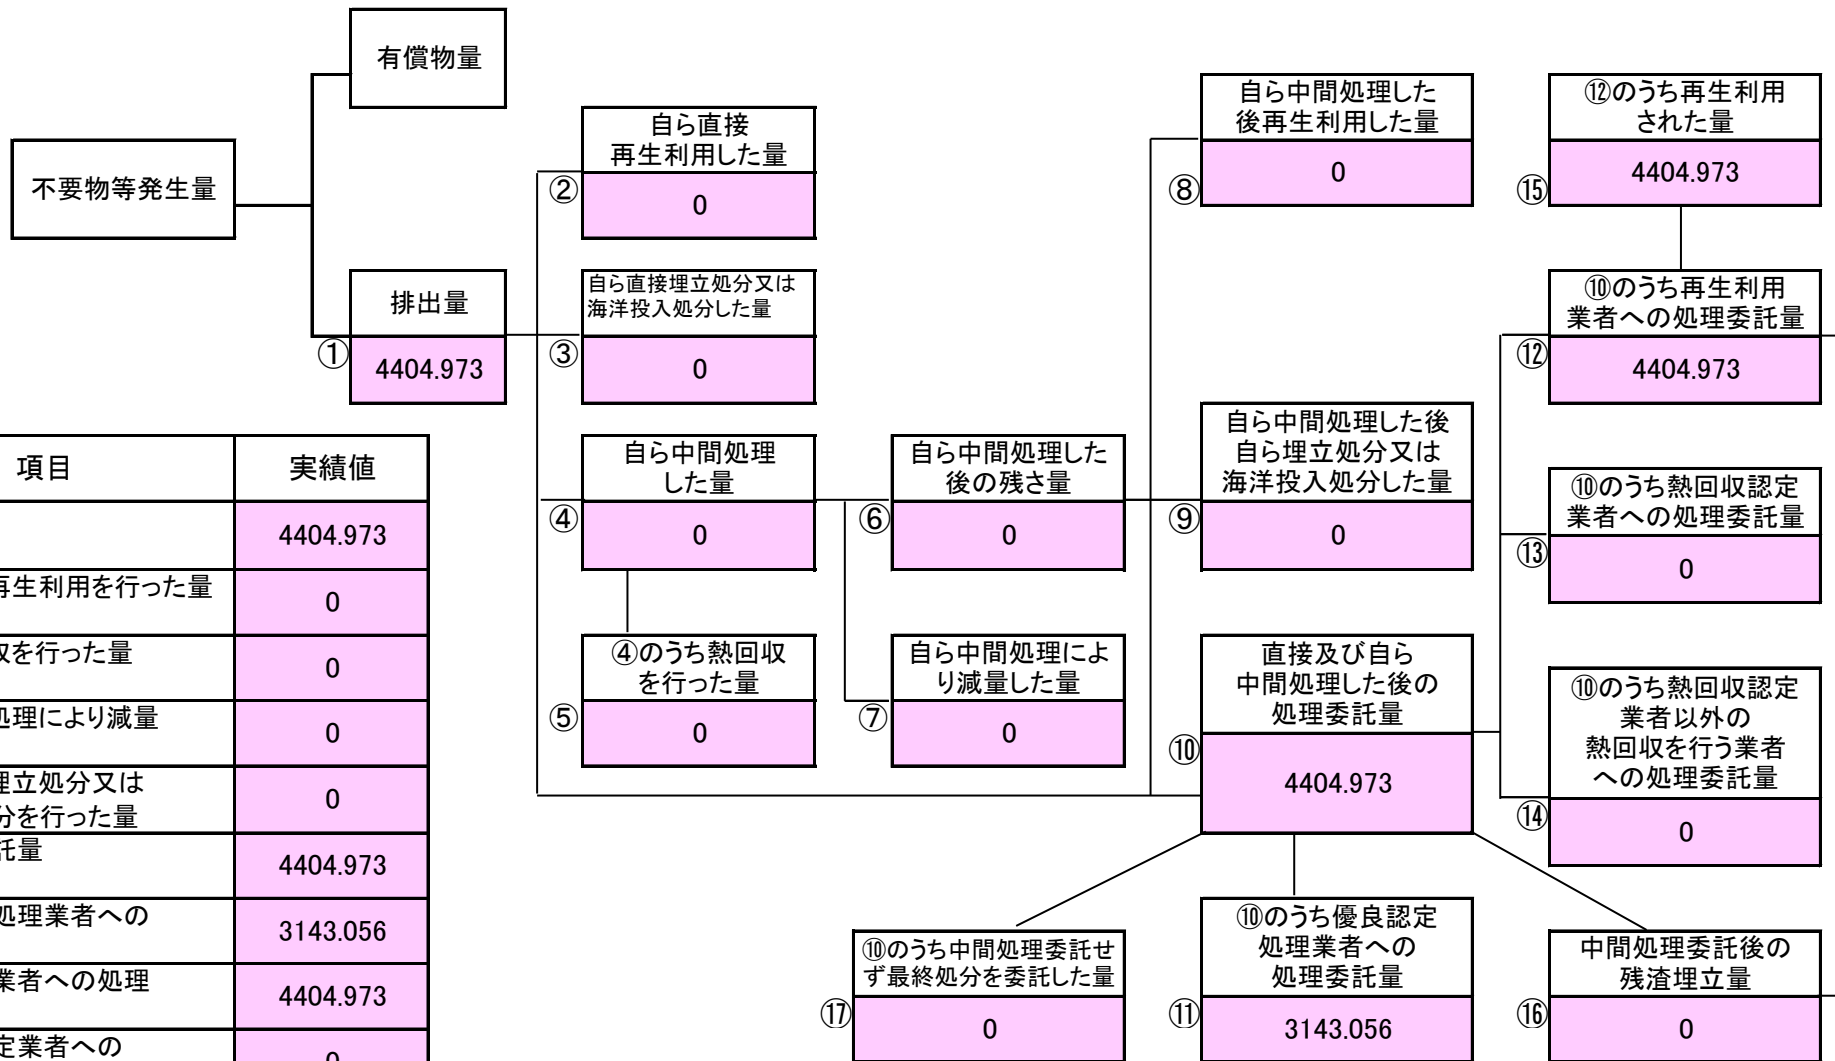 有償物量
不要物等発生量
排出量
①
4404.973
自ら直接
再生利用した量
②
0
自ら直接埋立処分又は
海洋投入処分した量
③
0
自ら中間処理
した量
④
0
④のうち熱回収
を行った量
⑤
0
自ら中間処理した
後の残さ量
⑥
0
自ら中間処理によ
り減量した量
⑦
0
自ら中間処理した
後再生利用した量
⑧
0
自ら中間処理した後
自ら埋立処分又は
海洋投入処分した量
⑨
0
直接及び自ら
中間処理した後の
処理委託量
⑩
4404.973
⑫のうち再生利用
された量
⑮
4404.973
⑩のうち再生利用
業者への処理委託量
⑫
4404.973
⑩のうち熱回収認定
業者への処理委託量
⑬
0
⑩のうち熱回収認定
業者以外の
熱回収を行う業者
への処理委託量
⑭
0
⑩のうち中間処理委託せ
ず最終処分を委託した量
⑰
0
⑩のうち優良認定
処理業者への
処理委託量
⑪
3143.056
中間処理委託後の
残渣埋立量
⑯
0
項目 実績値
4404.973
再生利用を行った量
0
収を行った量
0
処理により減量
0
埋立処分又は
分を行った量
0
託量
4404.973
処理業者への
3143.056
業者への処理
4404.973
定業者への
0